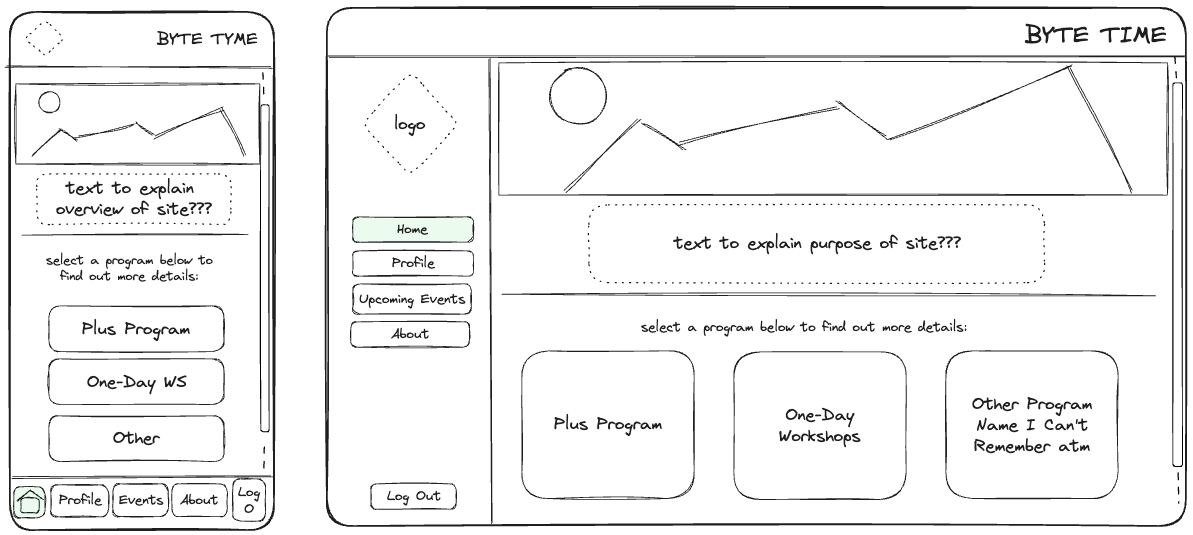 BYTE TYME
text to explain
overview of site???
select a program below to
find out more details:
Plus Program
One-Day WS
Other
Profile
Events
About
Log
O
BYTE TIME
logo
Home
Profile
Upcoming Events
About
Log Out
text to explain purpose of site???
select a program below to find out more details:
Plus Program
One-Day
Workshops
Other Program
Name I Can't
Remember atm